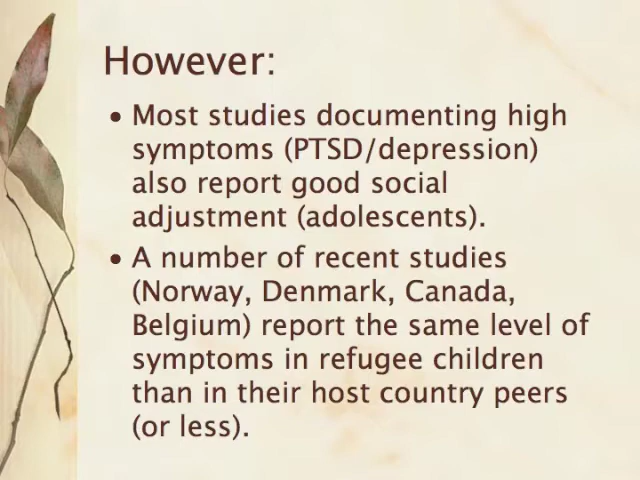 However:
• Most studies documenting high
symptoms (PTSD/depression)
also report good social
adjustment (adolescents).
• A number of recent studies
(Norway, Denmark, Canada,
Belgium) report the same level of
symptoms in refugee children
than in their host country peers
(or less).